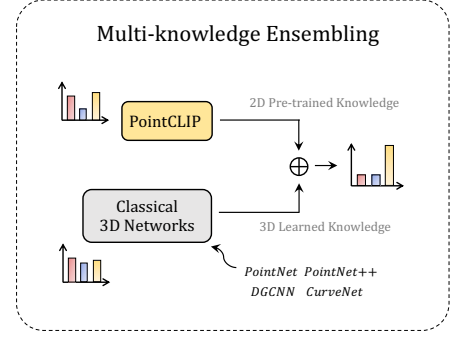 Multi-knowledge Ensembling
2D Pre-trained Knowledge
PointCLIP
Classical
3D Networks
3D Learned Knowledge
PointNet PointNet++
DGCNN CurveNet